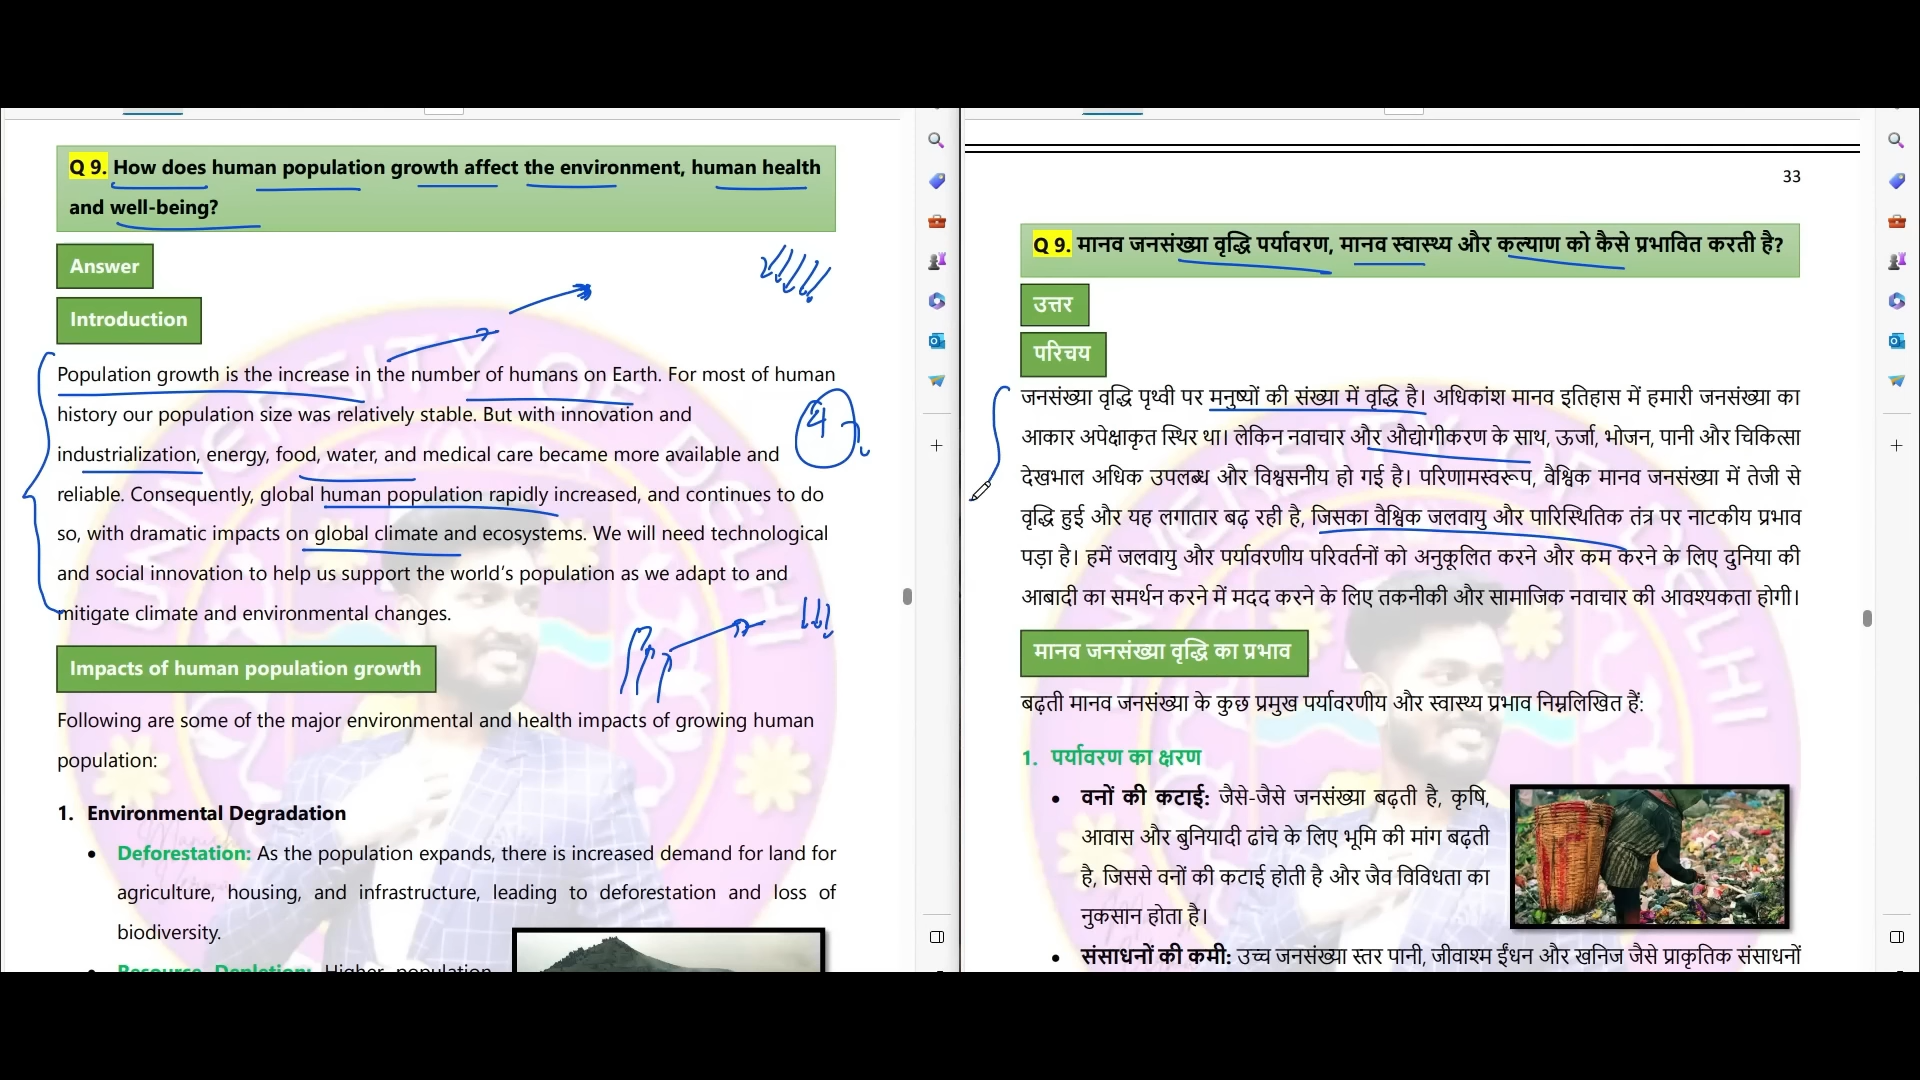 Q 9. How does human population growth affect the environment, human health
and well-being?
Answer
Introduction
Population growth is the increase in the number of humans on Earth. For most of human
history our population size was relatively stable. But with innovation and
industrialization, energy, food, water, and medical care became more available and
reliable. Consequently, global human population rapidly increased, and continues to do
so, with dramatic impacts on global climate and ecosystems. We will need technological
and social innovation to help us support the world's population as we adapt to and
mitigate climate and environmental changes.
Impacts of human population growth
Following are some of the major environmental and health impacts of growing human
population:
1. Environmental Degradation
• Deforestation: As the population expands, there is increased demand for land for
agriculture, housing, and infrastructure, leading to deforestation and loss of
biodiversity.
• Resource Depletion: Higher population
33
Q 9. मानव जनसंख्या वृद्धि पर्यावरण, मानव स्वास्थ्य और कल्याण को कैसे प्रभावित करती है?
उत्तर
परिचय
जनसंख्या वृद्धि पृथ्वी पर मनुष्यों की संख्या में वृद्धि है। अधिकांश मानव इतिहास में हमारी जनसंख्या का
आकार अपेक्षाकृत स्थिर था। लेकिन नवाचार और औद्योगीकरण के साथ, ऊर्जा, भोजन, पानी और चिकित्सा
देखभाल अधिक उपलब्ध और विश्वसनीय हो गई है। परिणामस्वरूप, वैश्विक मानव जनसंख्या में तेजी से
वृद्धि हुई और यह लगातार बढ़ रही है, जिसका वैश्विक जलवायु और पारिस्थितिक तंत्र पर नाटकीय प्रभाव
पड़ा है। हमें जलवायु और पर्यावरणीय परिवर्तनों को अनुकूलित करने और कम करने के लिए दुनिया की
आबादी का समर्थन करने में मदद करने के लिए तकनीकी और सामाजिक नवाचार की आवश्यकता होगी।
मानव जनसंख्या वृद्धि का प्रभाव
बढ़ती मानव जनसंख्या के कुछ प्रमुख पर्यावरणीय और स्वास्थ्य प्रभाव निम्नलिखित हैं:
1. पर्यावरण का क्षरण
• वनों की कटाई: जैसे-जैसे जनसंख्या बढ़ती है, कृषि,
आवास और बुनियादी ढांचे के लिए भूमि की मांग बढ़ती
है, जिससे वनों की कटाई होती है और जैव विविधता का
नुकसान होता है।
• संसाधनों की कमी: उच्च जनसंख्या स्तर पानी, जीवाश्म ईंधन और खनिज जैसे प्राकृतिक संसाधनों